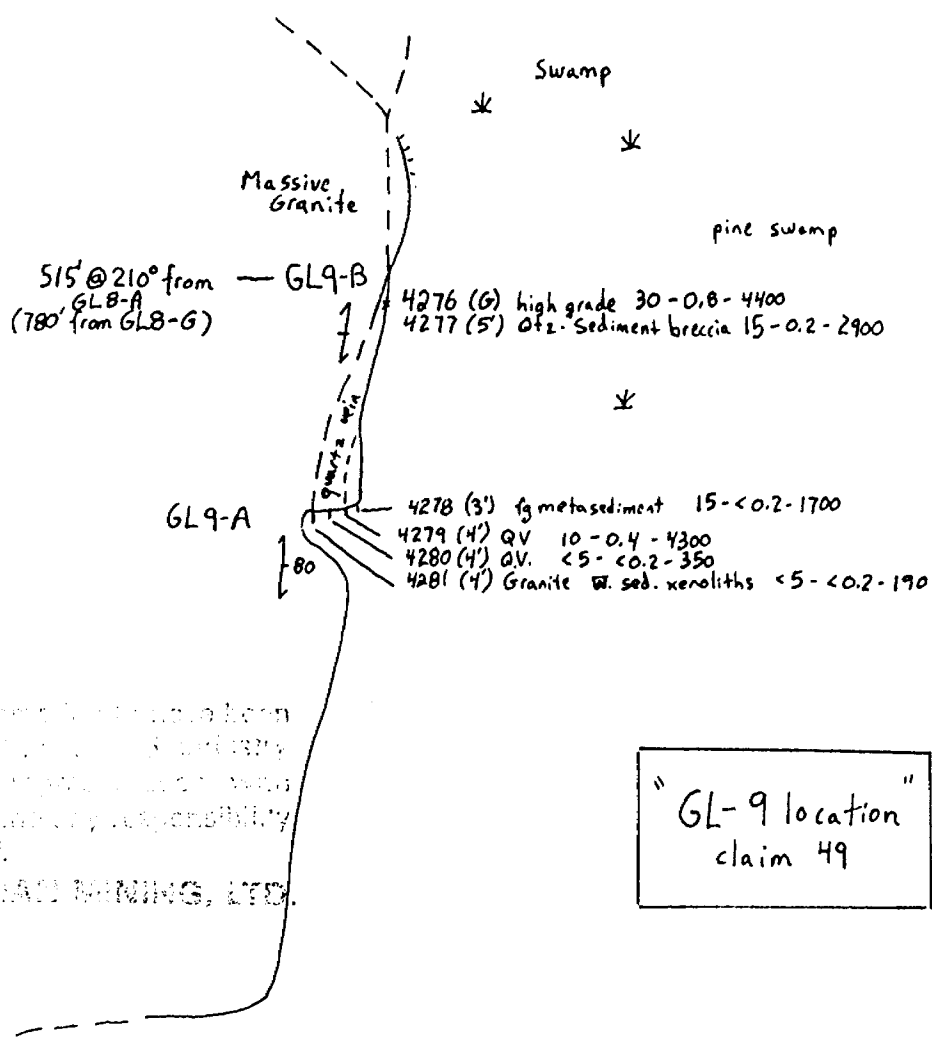 Swamp
Massive
Granite
pine swamp
515' @ 210° from — GL9-B
GL8-A
(780' from GL8-G)
4276 (G) high grade 30 - 0.8 - 4400
4277 (5') Qtz. Sediment breccia 15 - 0.2 - 2900
quartz vein
GL9-A
4278 (3') fg metasediment 15 - <0.2 - 1700
4279 (4') QV 10 - 0.4 - 4300
4280 (4') Q.V. <5 - <0.2 - 350
4281 (4') Granite w. sed. xenoliths <5 - <0.2 - 190
80
responsibility
MINING, LTD.
"GL-9 location"
claim 49